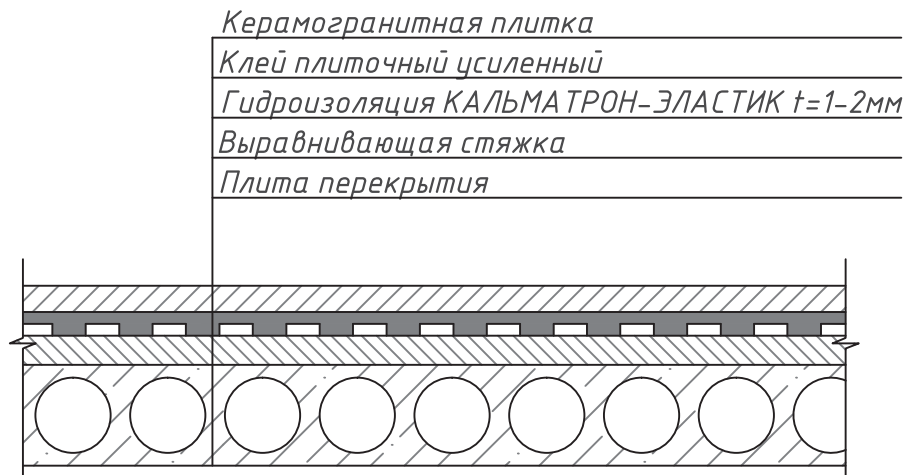 Керамогранитная плитка
Клей плиточный усиленный
Гидроизоляция КАЛЬМАТРОН-ЭЛАСТИК t=1-2мм
Выравнивающая стяжка
Плита перекрытия